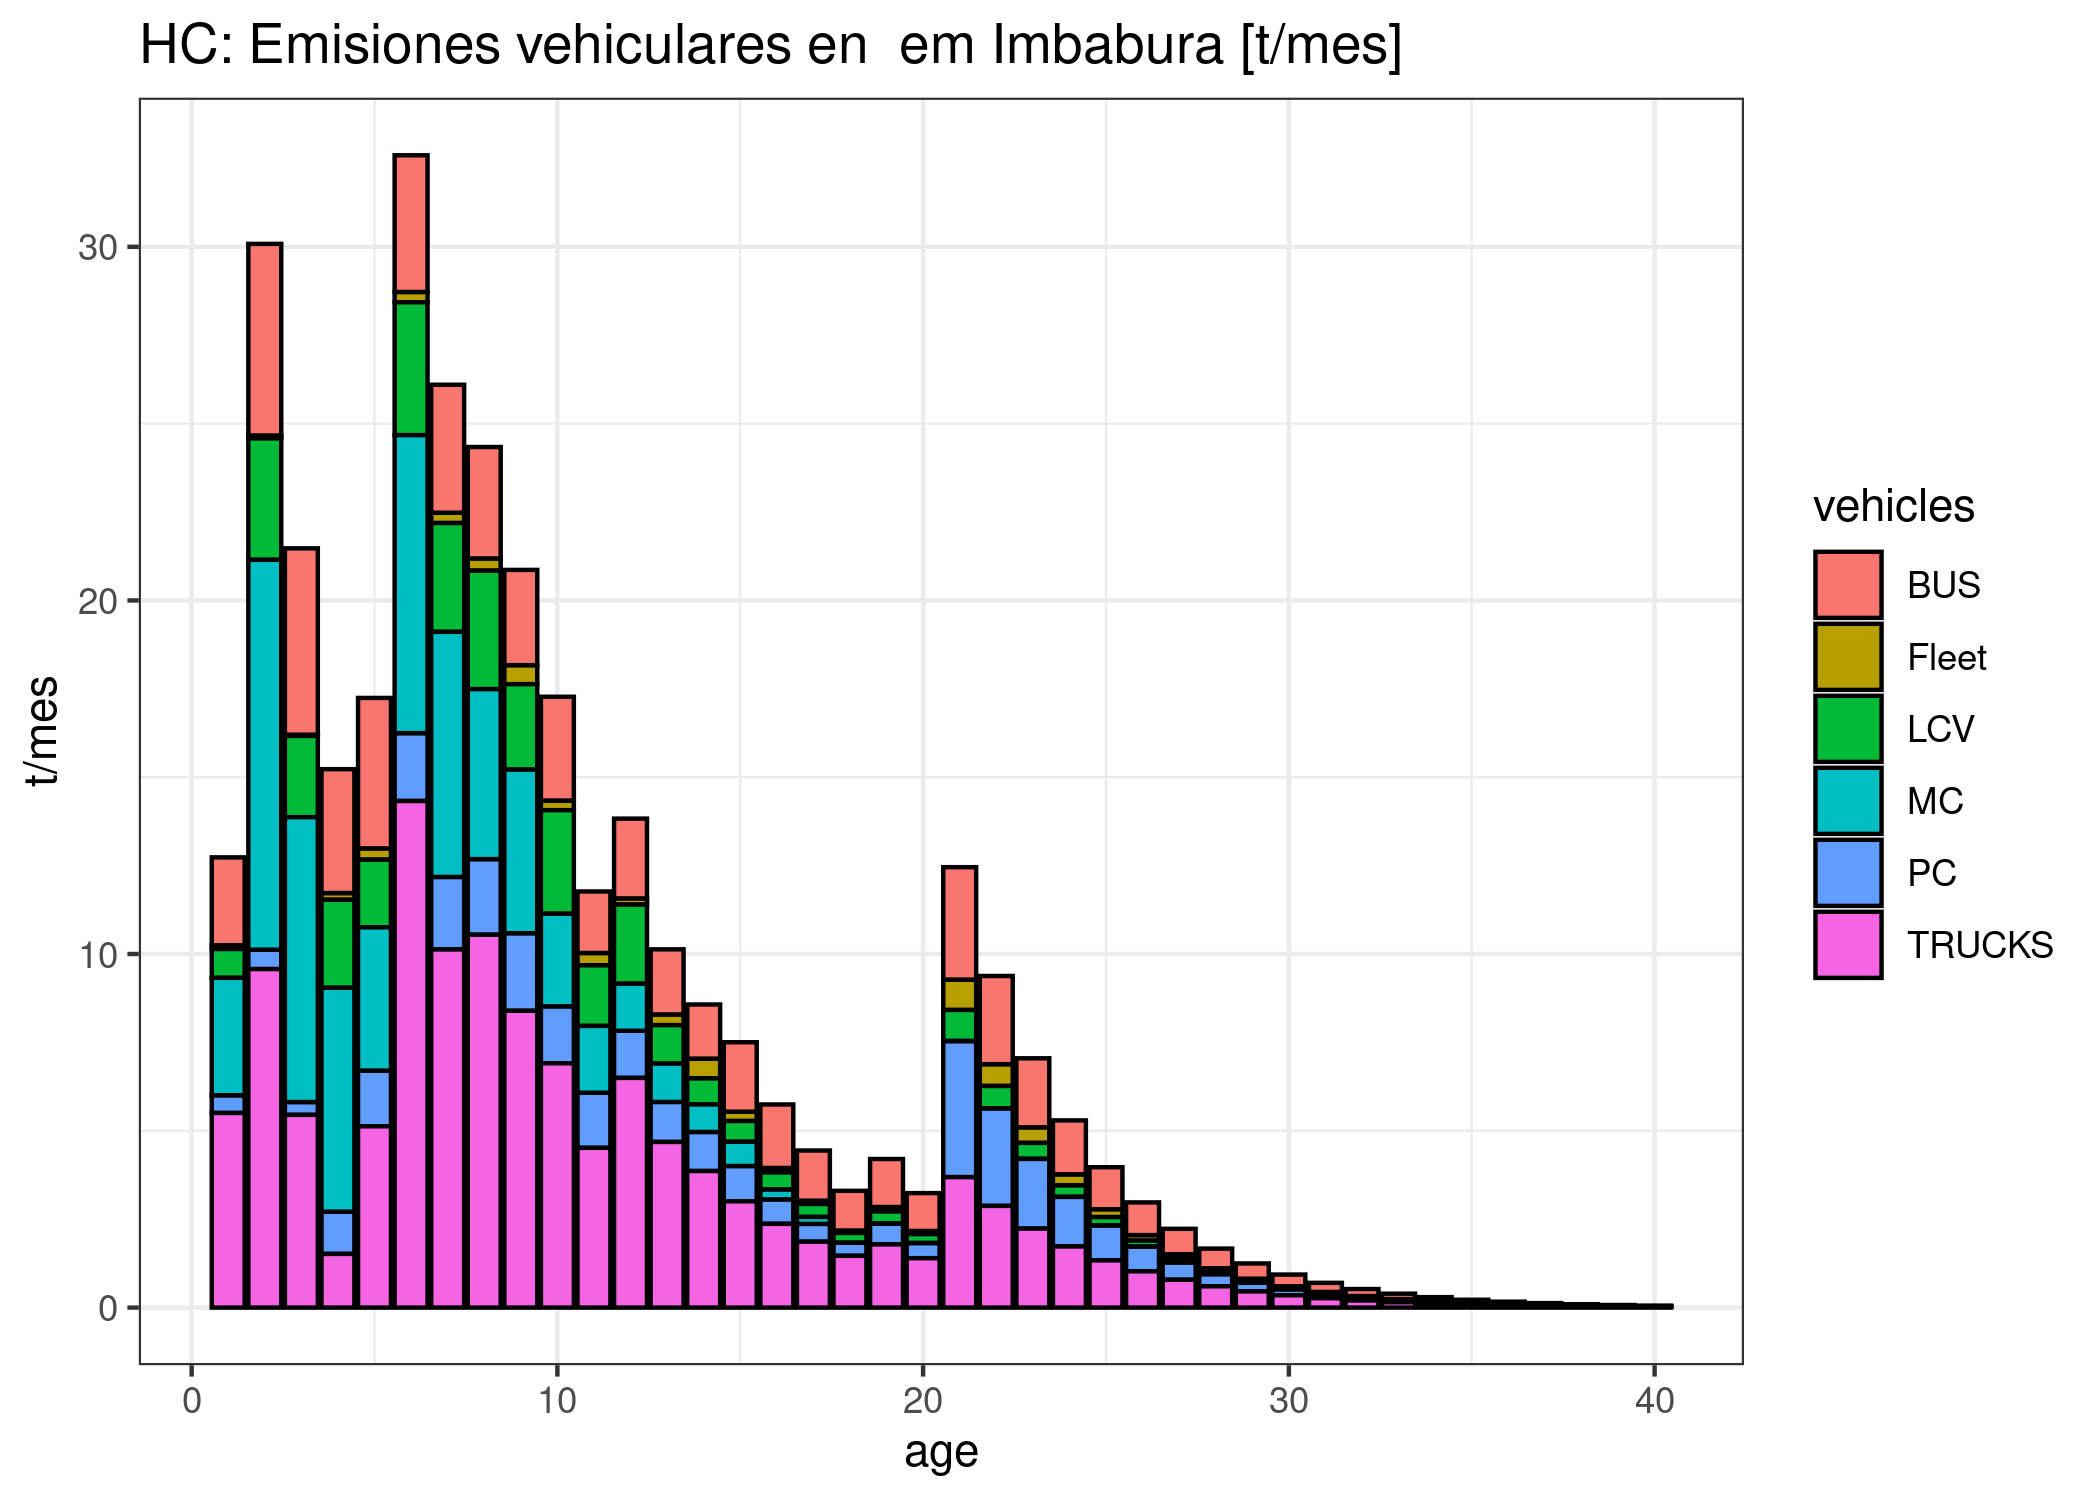 HC: Emisiones vehiculares en  em Imbabura [t/mes]
t/mes
30
20
10
0
0 10 20 30 40
age
vehicles
BUS
Fleet
LCV
MC
PC
TRUCKS